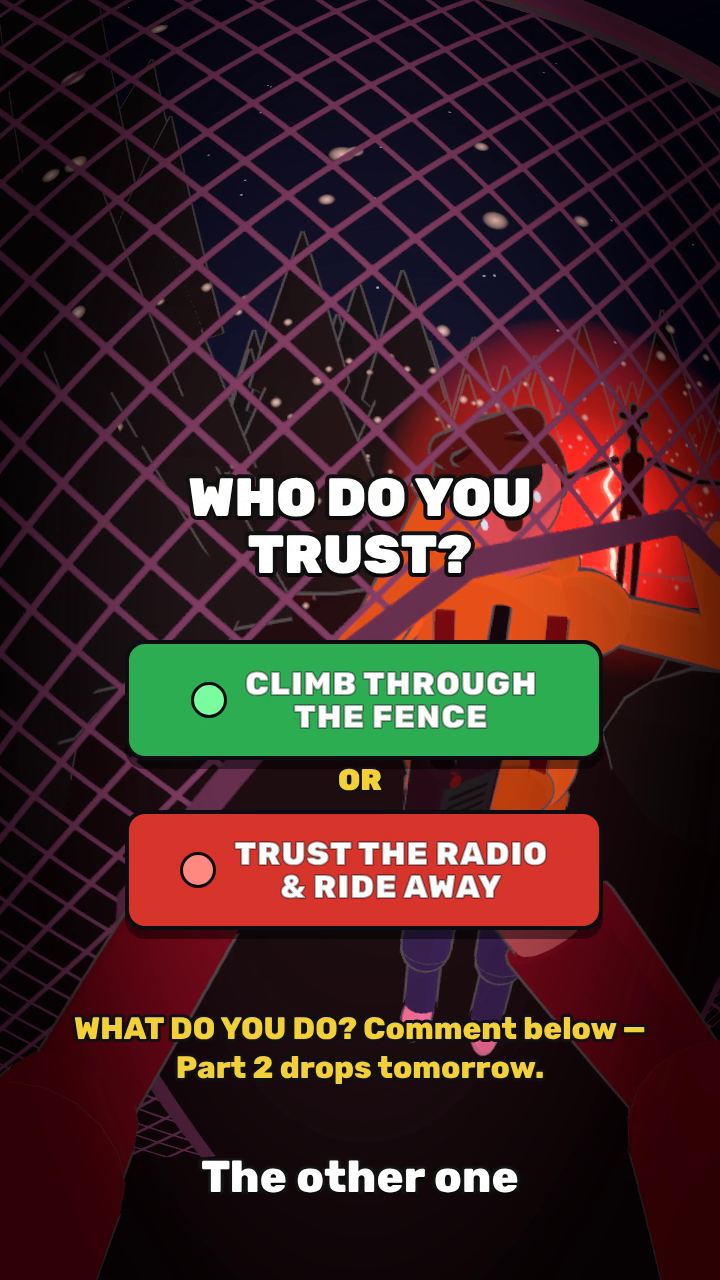 WHO DO YOU
TRUST?
CLIMB THROUGH
THE FENCE
OR
TRUST THE RADIO
& RIDE AWAY
WHAT DO YOU DO? Comment below —
Part 2 drops tomorrow.
The other one